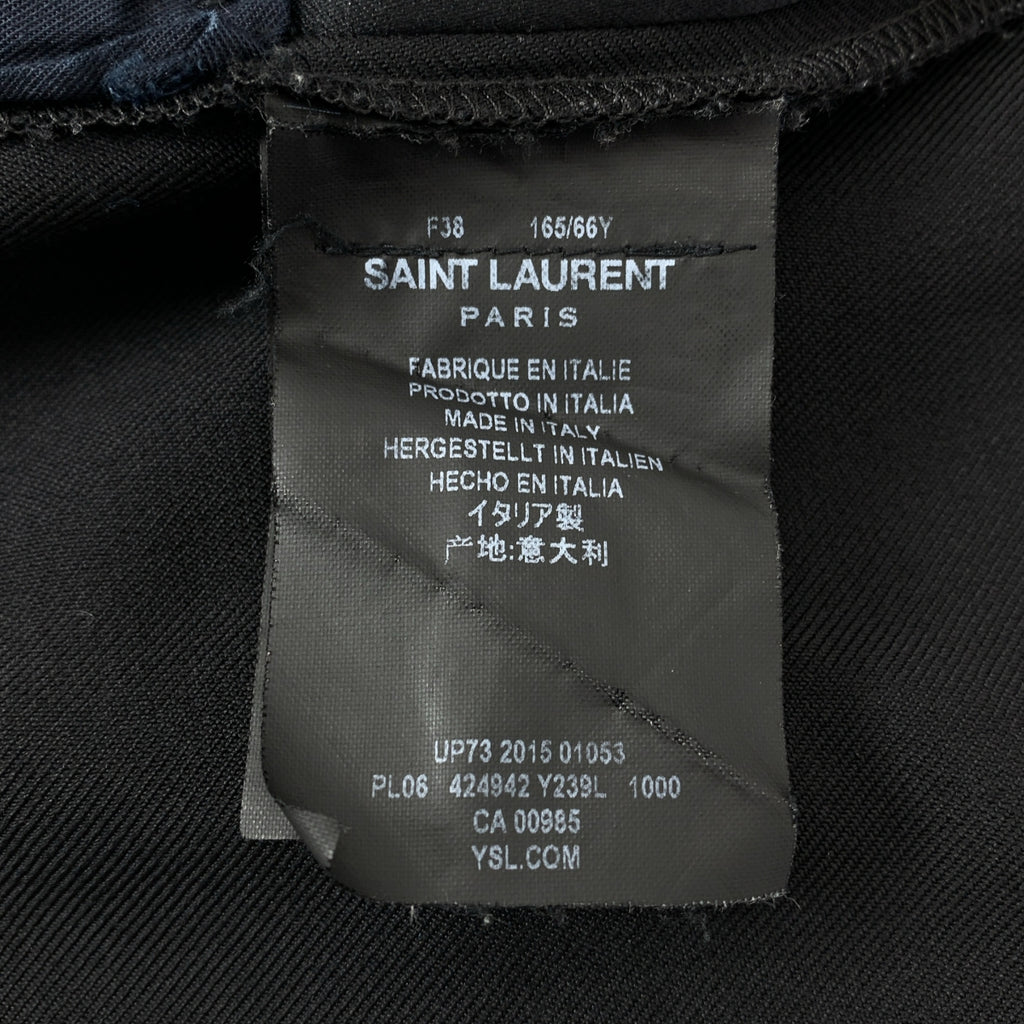 F38 165/66Y
SAINT LAURENT
PARIS
FABRIQUE EN ITALIE
PRODOTTO IN ITALIA
MADE IN ITALY
HERGESTELLT IN ITALIEN
HECHO EN ITALIA
イタリア製
产地:意大利
UP73 2015 01053
PL06 424942 Y239L 1000
CA 00985
YSL.COM